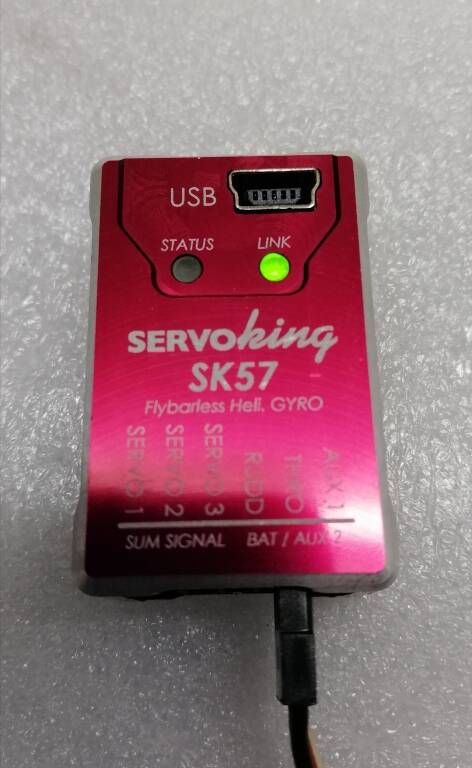 USB
STATUS LINK
SERVOking
SK57
Flybarless Heli. GYRO
SERVO 1
SERVO 2
SERVO 3
RUDD
THRO
AUX 1
SUM SIGNAL BAT / AUX 2